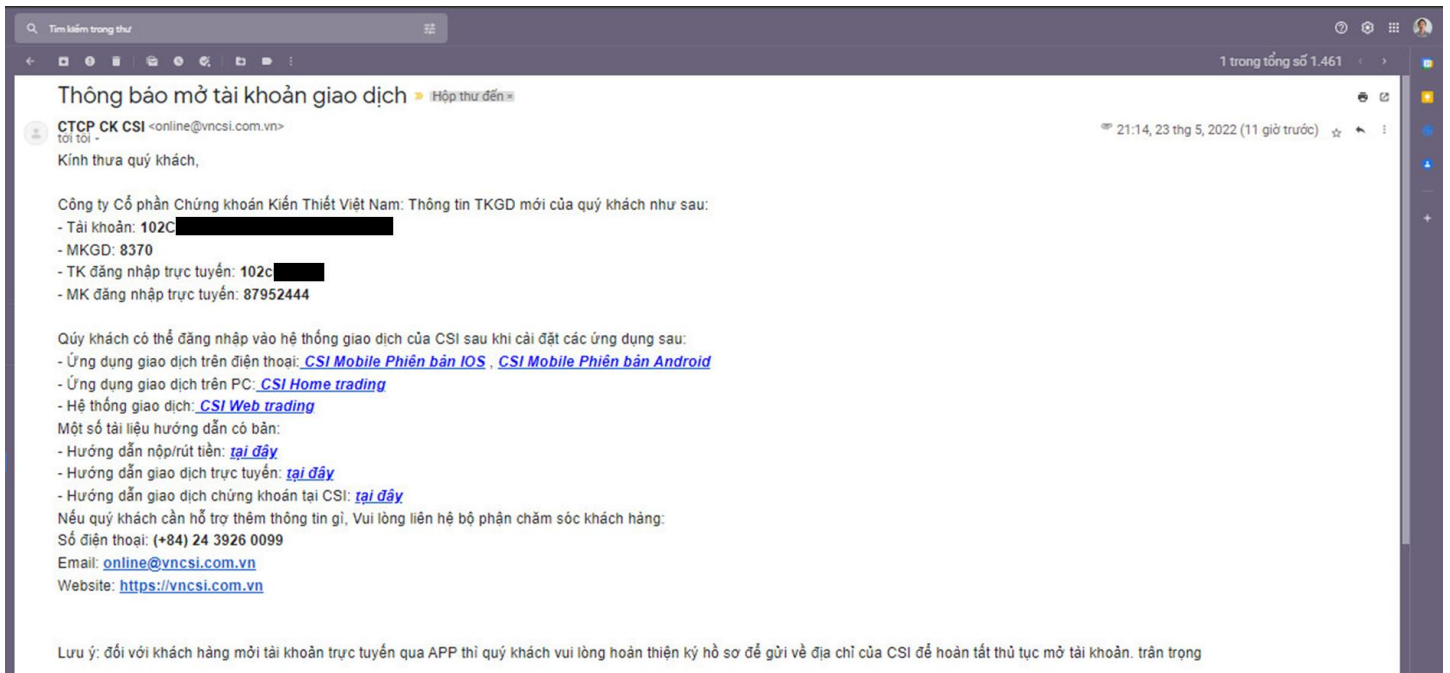 Tìm kiếm trong thư
1 trong tổng số 1.461
Thông báo mở tài khoản giao dịch Hộp thư đến ×
CTCP CK CSI <online@vncsi.com.vn>
21:14, 23 thg 5, 2022 (11 giờ trước)
tới tôi
Kính thưa quý khách,
Công ty Cổ phần Chứng khoán Kiến Thiết Việt Nam: Thông tin TKGD mới của quý khách như sau:
- Tài khoản: 102C
- MKGD: 8370
- TK đăng nhập trực tuyến: 102c
- MK đăng nhập trực tuyến: 87952444
Qúy khách có thể đăng nhập vào hệ thống giao dịch của CSI sau khi cài đặt các ứng dụng sau:
- Ứng dụng giao dịch trên điện thoại: CSI Mobile Phiên bản IOS , CSI Mobile Phiên bản Android
- Ứng dụng giao dịch trên PC: CSI Home trading
- Hệ thống giao dịch: CSI Web trading
Một số tài liệu hướng dẫn có bản:
- Hướng dẫn nộp/rút tiền: tại đây
- Hướng dẫn giao dịch trực tuyến: tại đây
- Hướng dẫn giao dịch chứng khoán tại CSI: tại đây
Nếu quý khách cần hỗ trợ thêm thông tin gì, Vui lòng liên hệ bộ phận chăm sóc khách hàng:
Số điện thoại: (+84) 24 3926 0099
Email: online@vncsi.com.vn
Website: https://vncsi.com.vn
Lưu ý: đối với khách hàng mởi tài khoản trực tuyến qua APP thì quý khách vui lòng hoàn thiện ký hồ sơ để gửi về địa chỉ của CSI để hoàn tất thủ tục mở tài khoản. trân trọng